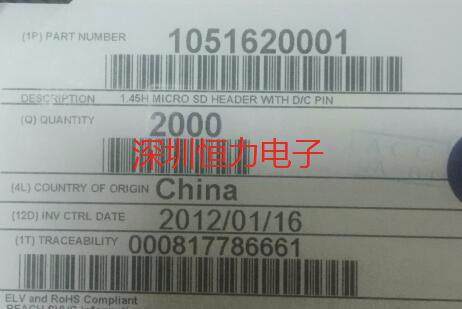 (1P) PART NUMBER 1051620001
DESCRIPTION 1.45H MICRO SD HEADER WITH D/C PIN
(Q) QUANTITY 2000
深圳恒力电子
(4L) COUNTRY OF ORIGIN China
(12D) INV CTRL DATE 2012/01/16
(1T) TRACEABILITY 000817786661
ELV and RoHS Compliant